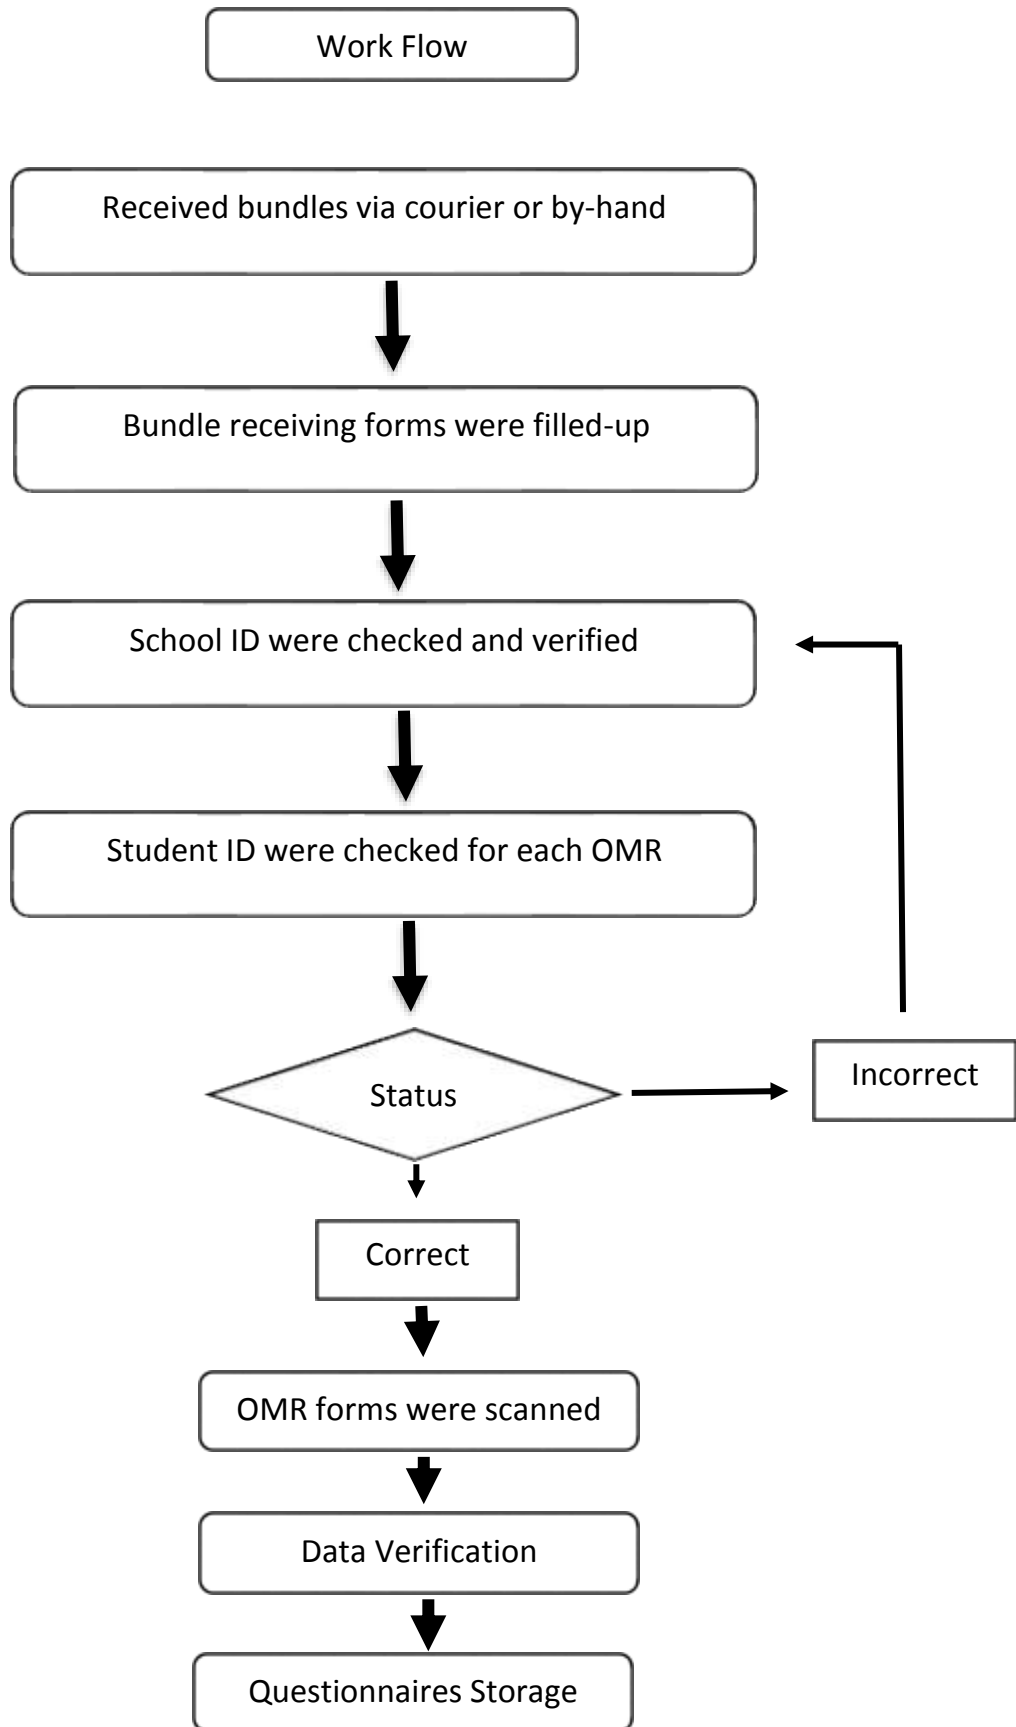 Work Flow
Received bundles via courier or by-hand
Bundle receiving forms were filled-up
School ID were checked and verified
Student ID were checked for each OMR
Status
Incorrect
Correct
OMR forms were scanned
Data Verification
Questionnaires Storage